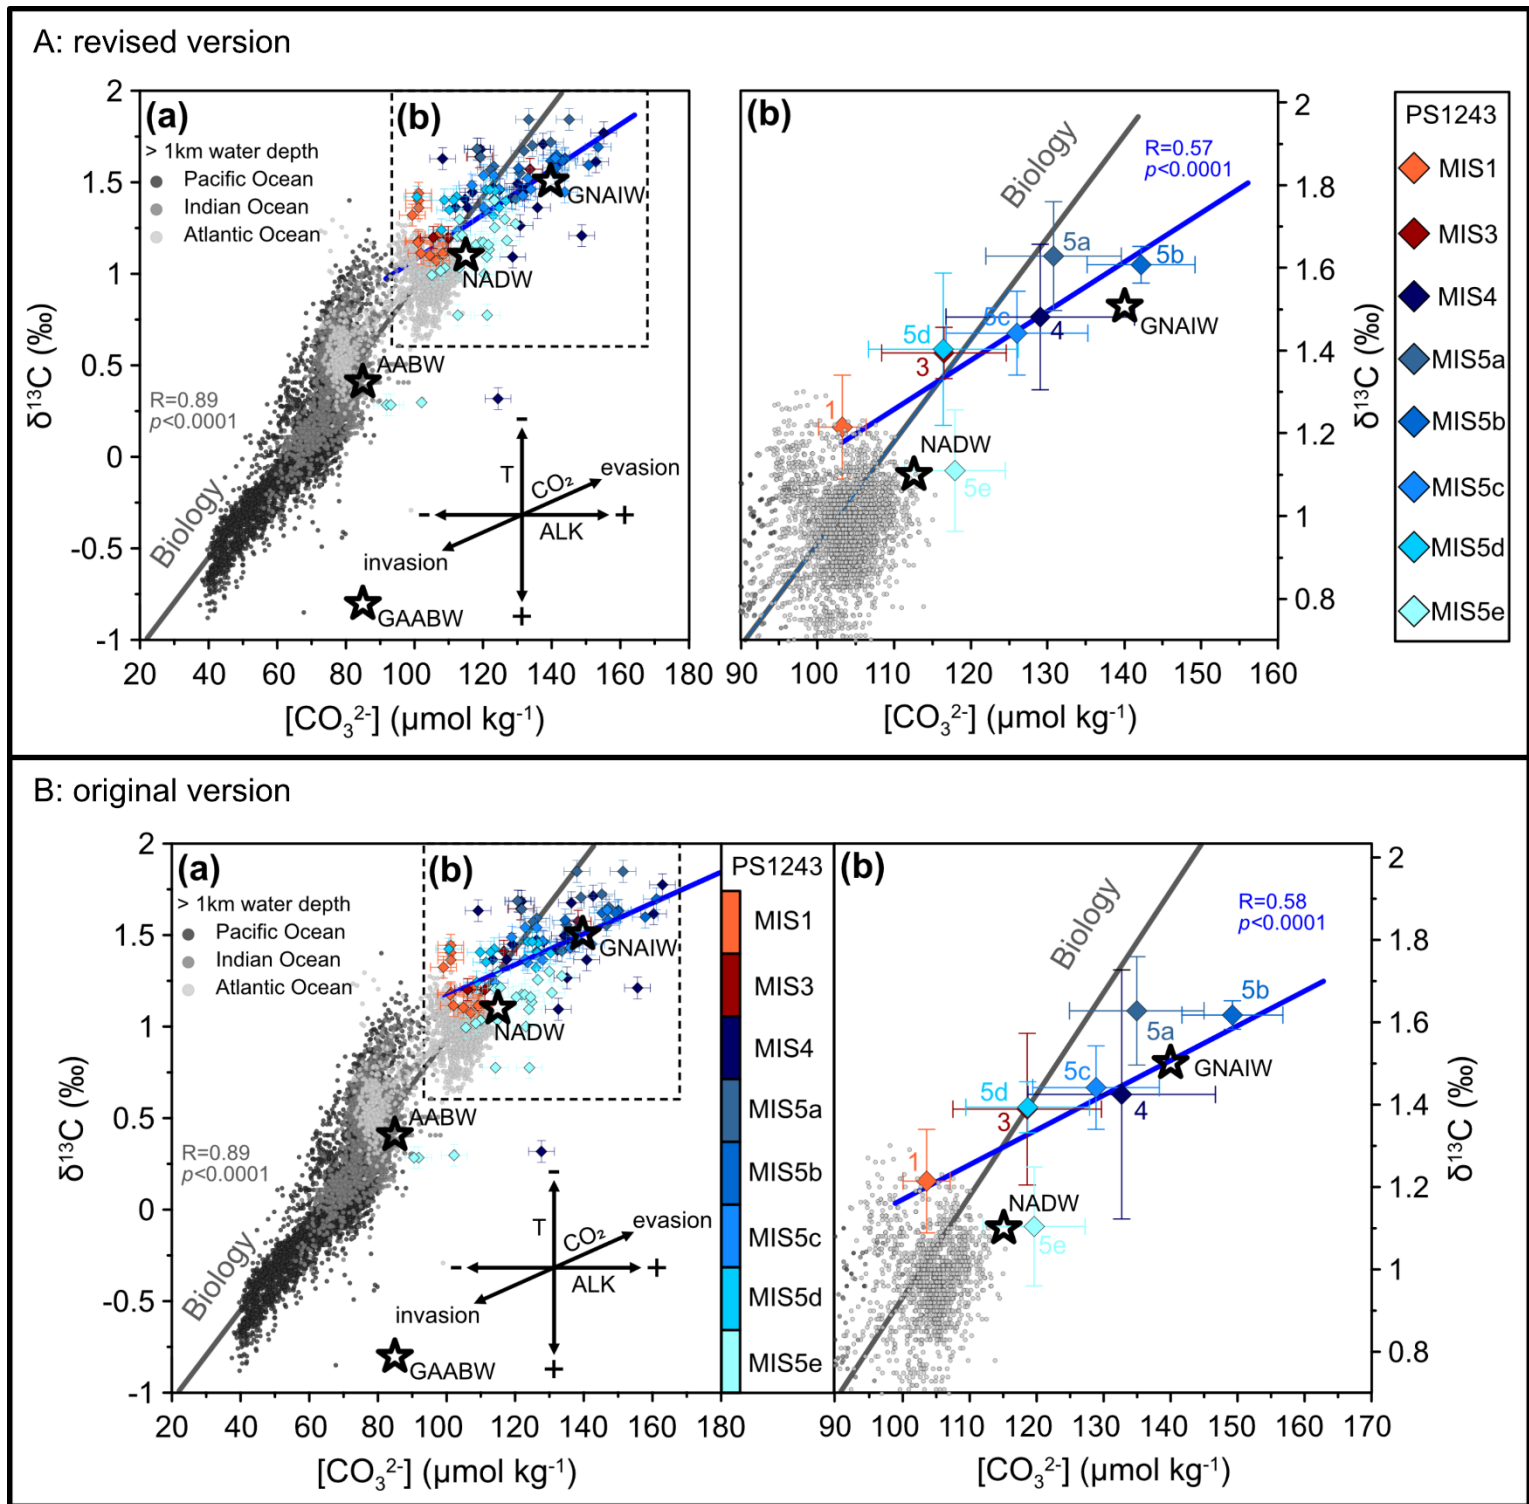 A: revised version
(a)
> 1km water depth
Pacific Ocean
Indian Ocean
Atlantic Ocean
(b)
GNAIW
NADW
AABW
R=0.89
p<0.0001
Biology
GAABW
-
T
CO₂
evasion
-
+
ALK
invasion
+
2
1.5
1
0.5
0
-0.5
-1
δ¹³C (‰)
20 40 60 80 100 120 140 160 180
[CO₃²⁻] (μmol kg⁻¹)
(b)
Biology
R=0.57
p<0.0001
5a
5b
5c
4
GNAIW
5d
3
1
NADW
5e
2
1.8
1.6
1.4
1.2
1
0.8
δ¹³C (‰)
90 100 110 120 130 140 150 160
[CO₃²⁻] (μmol kg⁻¹)
PS1243
MIS1
MIS3
MIS4
MIS5a
MIS5b
MIS5c
MIS5d
MIS5e
B: original version
(a)
> 1km water depth
Pacific Ocean
Indian Ocean
Atlantic Ocean
(b)
GNAIW
NADW
AABW
R=0.89
p<0.0001
Biology
GAABW
-
T
CO₂
evasion
-
+
ALK
invasion
+
2
1.5
1
0.5
0
-0.5
-1
δ¹³C (‰)
20 40 60 80 100 120 140 160 180
[CO₃²⁻] (μmol kg⁻¹)
PS1243
MIS1
MIS3
MIS4
MIS5a
MIS5b
MIS5c
MIS5d
MIS5e
(b)
Biology
R=0.58
p<0.0001
5b
5a
GNAIW
5c
4
5d
3
1
NADW
5e
2
1.8
1.6
1.4
1.2
1
0.8
δ¹³C (‰)
90 100 110 120 130 140 150 160 170
[CO₃²⁻] (μmol kg⁻¹)